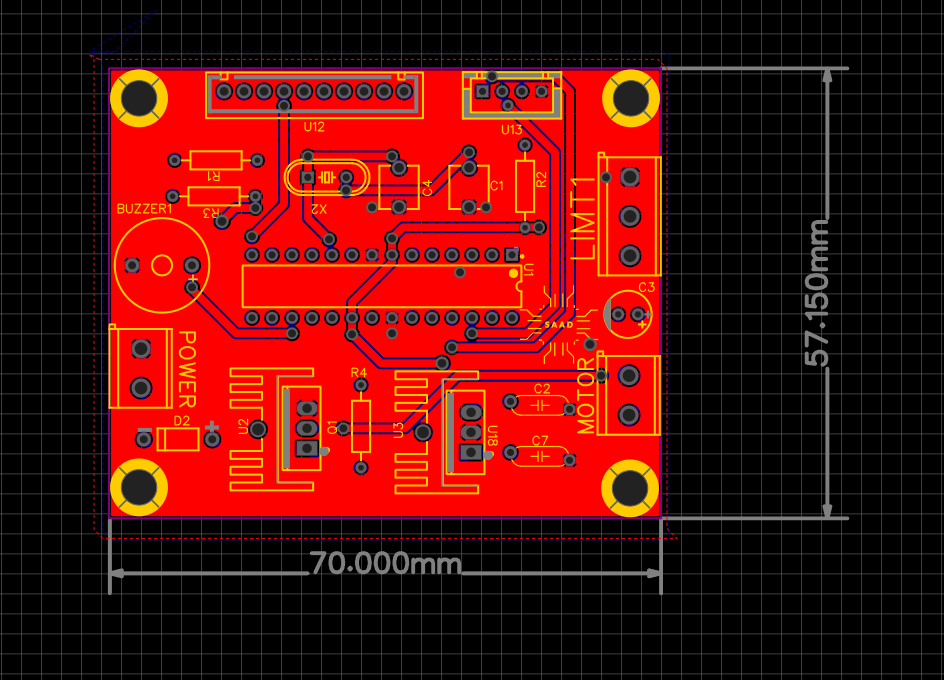 U12
U13
R1
C4
C1
R2
LIMT1
R3
X2
BUZZER1
U1
C3
SAAD
POWER
MOTOR
R4
C2
D2
U2
Q1
U3
U18
C7
70.000mm
57.150mm